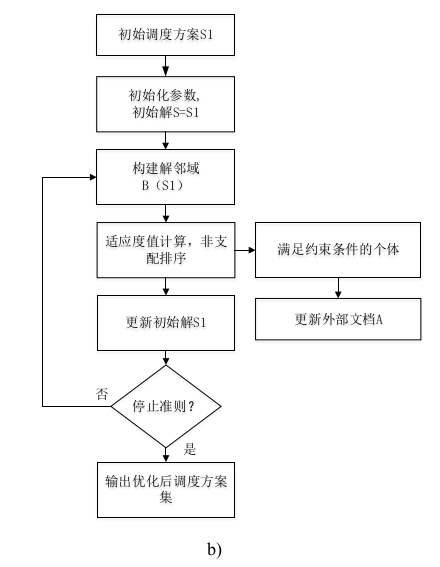 初始调度方案S1
初始化参数,
初始解S=S1
构建解邻域
B（S1）
适应度值计算，非支
配排序
满足约束条件的个体
更新初始解S1
更新外部文档A
否
停止准则？
是
输出优化后调度方案
集
b)